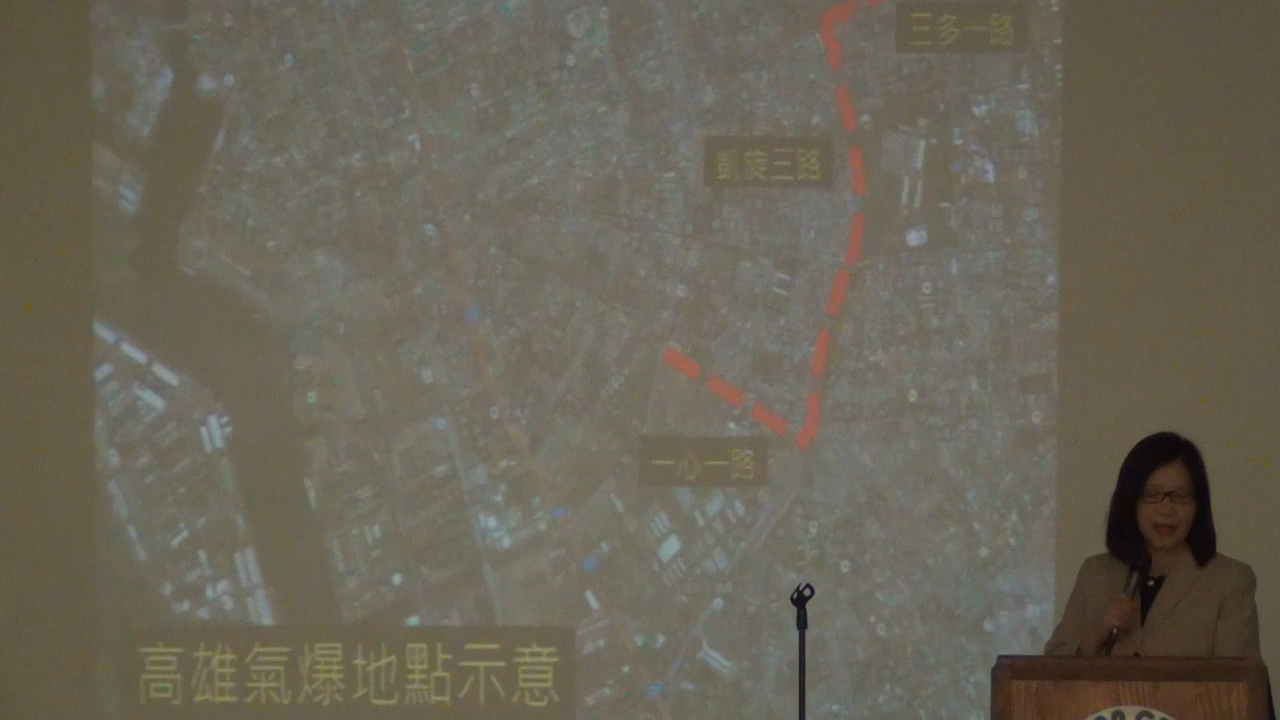 三多一路
凱旋三路
一心一路
高雄氣爆地點示意